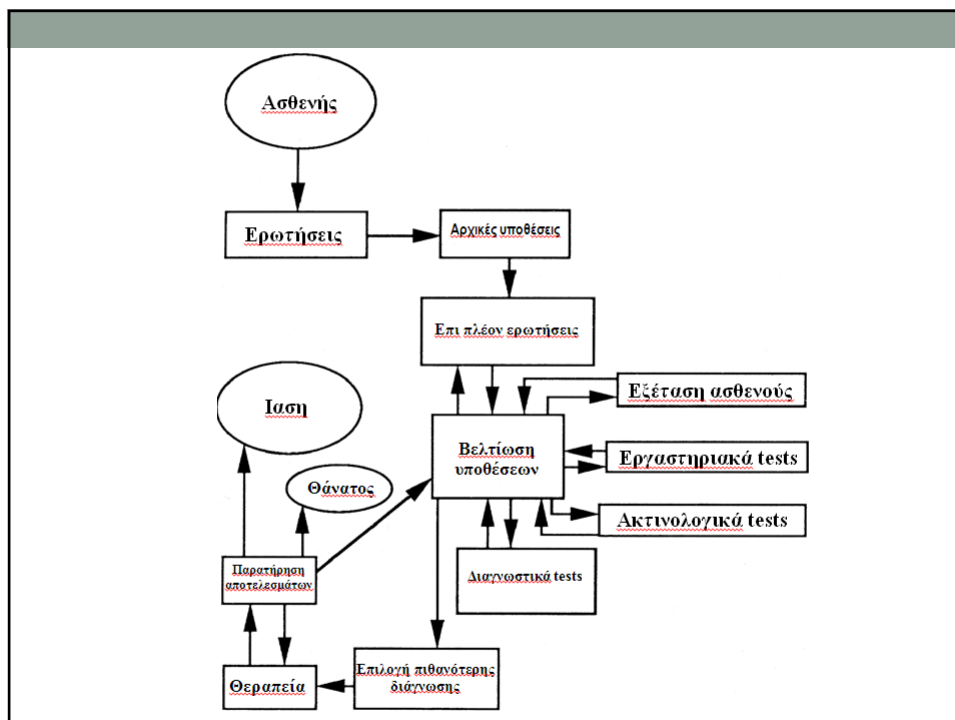 Ασθενής
Ερωτήσεις
Αρχικές υποθέσεις
Επι πλέον ερωτήσεις
Εξέταση ασθενούς
Ιαση
Βελτίωση
υποθέσεων
Εργαστηριακά tests
Θάνατος
Ακτινολογικά tests
Παρατήρηση
αποτελεσμάτων
Διαγνωστικά tests
Θεραπεία
Επιλογή πιθανότερης
διάγνωσης